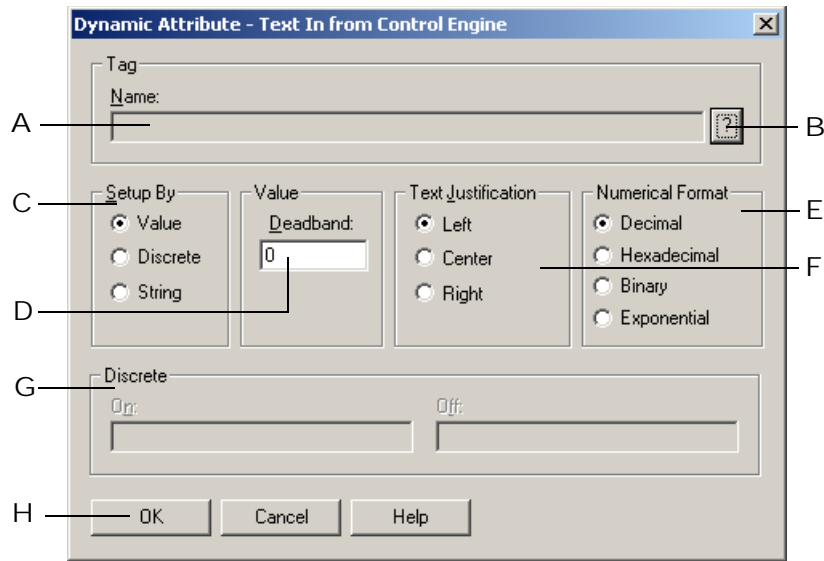 Dynamic Attribute - Text In from Control Engine
Tag
Name:
A
?
B
C
Setup By
Value
Text Justification
Numerical Format
E
Value
Deadband:
Left
Decimal
Discrete
0
Center
Hexadecimal
F
String
Right
Binary
D
Exponential
G
Discrete
On:
Off:
H
OK
Cancel
Help